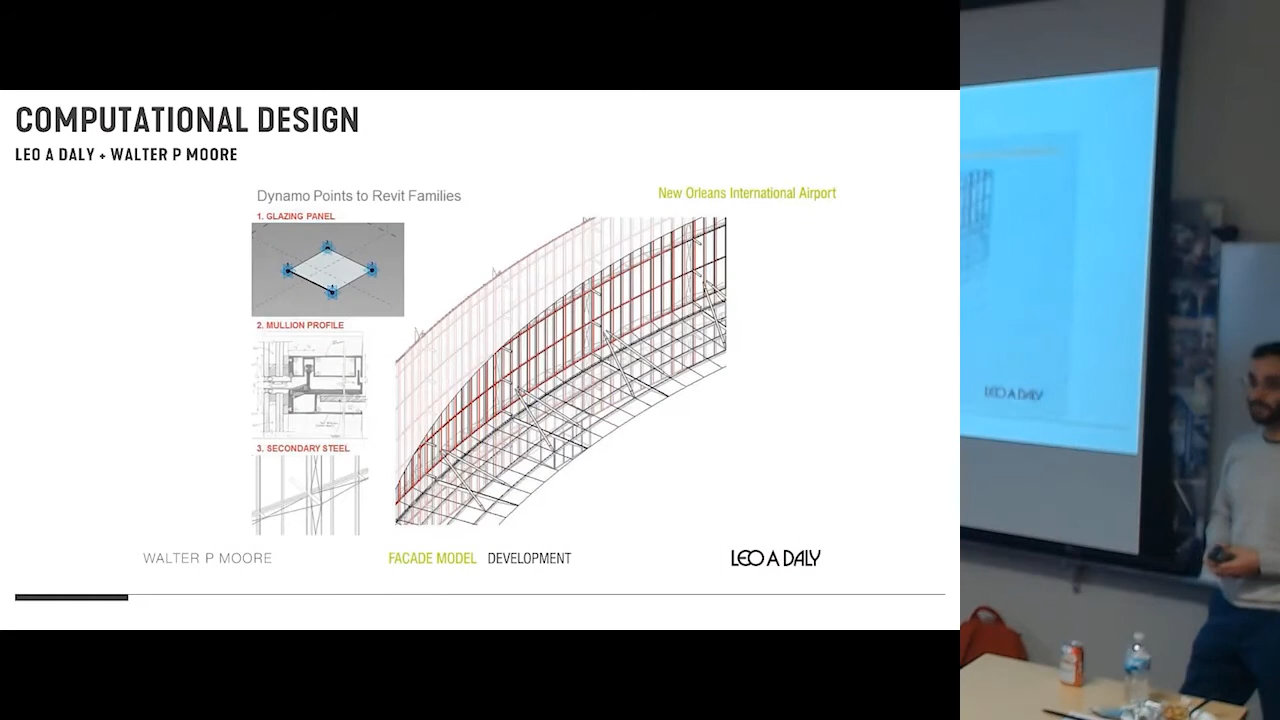 COMPUTATIONAL DESIGN
LEO A DALY + WALTER P MOORE
Dynamo Points to Revit Families
New Orleans International Airport
1. GLAZING PANEL
2. MULLION PROFILE
3. SECONDARY STEEL
WALTER P MOORE
FACADE MODEL DEVELOPMENT
LEO A DALY
LEO A DALY